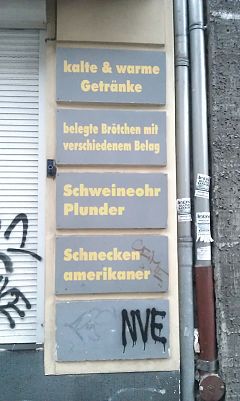 kalte & warme
Getränke
belegte Brötchen mit
verschiedenem Belag
Schweineohr
Plunder
Schnecken
amerikaner
NVE